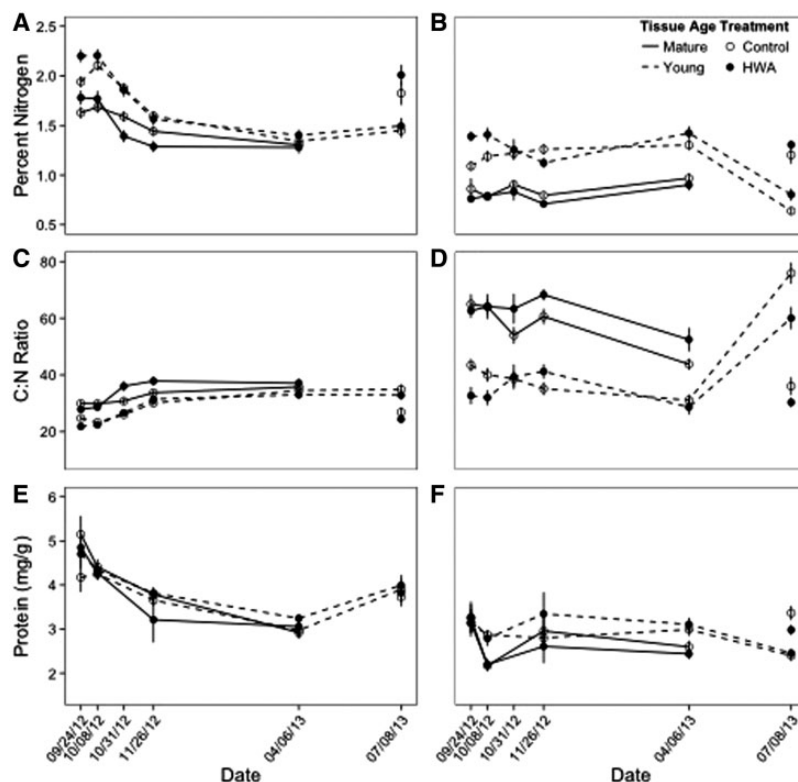 A
B
Tissue Age Treatment
Mature
Control
Young
HWA
Percent Nitrogen
2.5
2.0
1.5
1.0
0.5
C
D
C:N Ratio
80
60
40
20
E
F
Protein (mg/g)
6
5
4
3
2
09/24/12
10/08/12
10/31/12
11/26/12
04/06/13
07/08/13
09/24/12
10/08/12
10/31/12
11/26/12
04/06/13
07/08/13
Date
Date